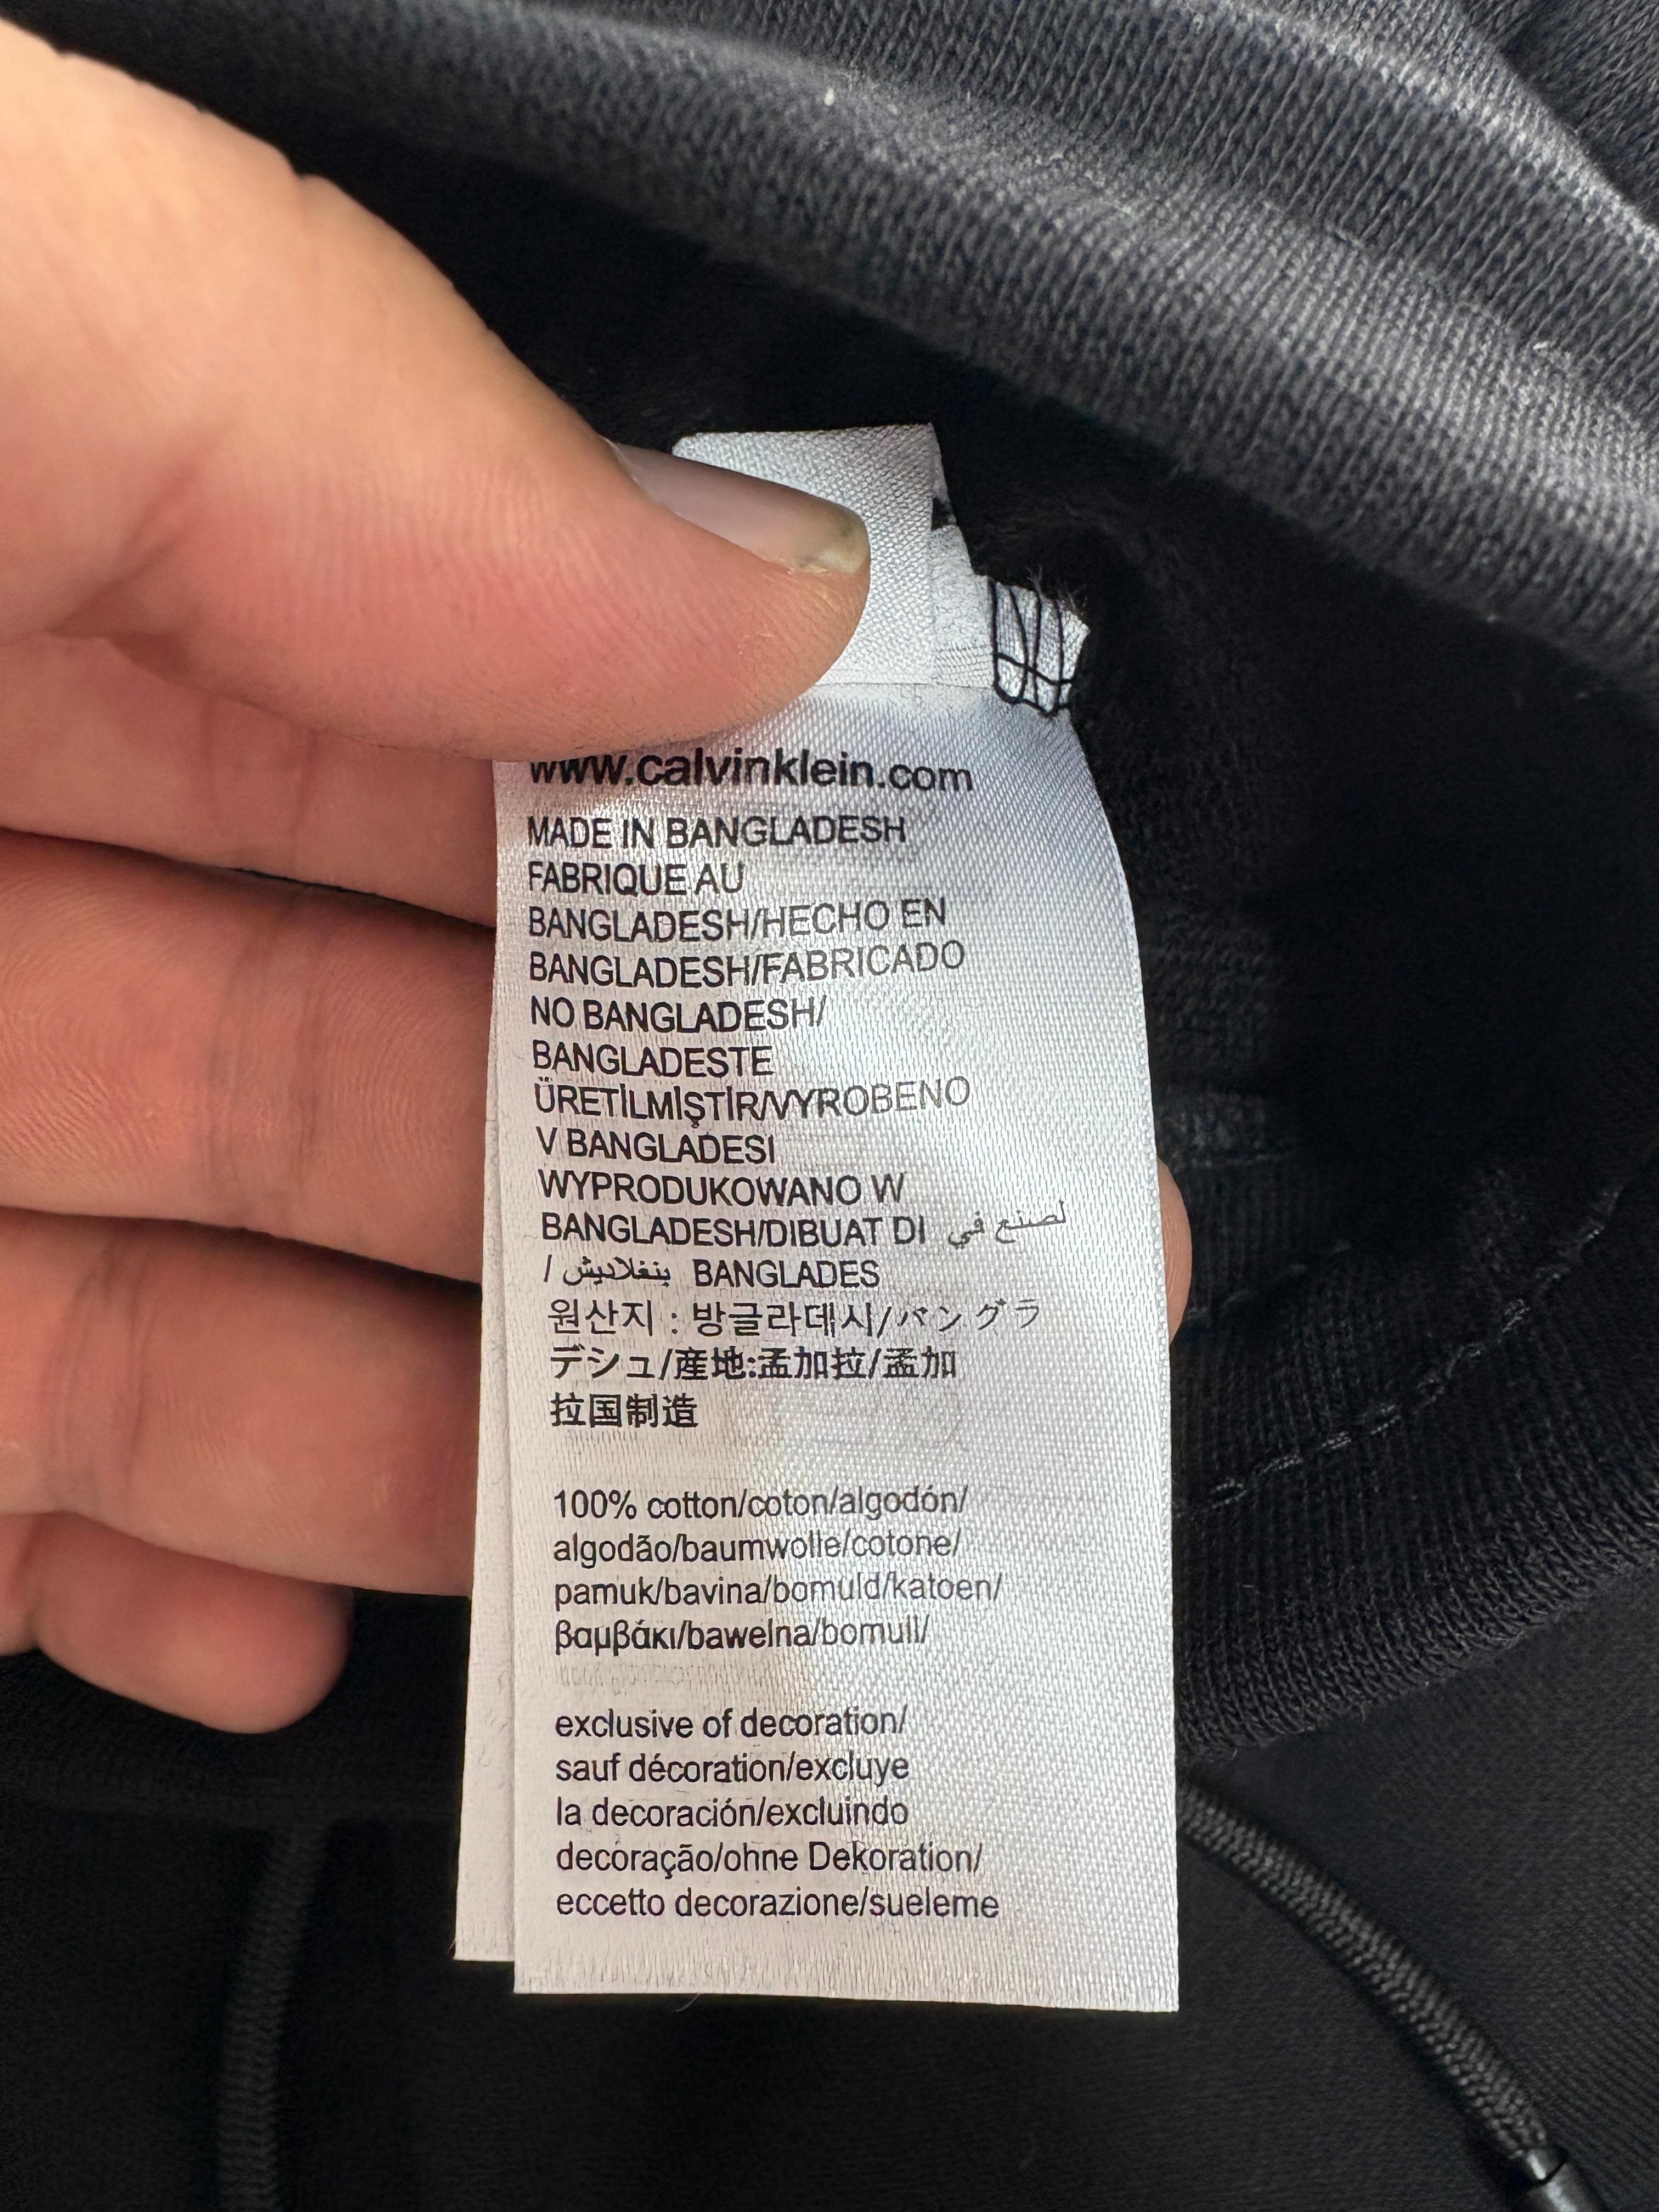 www.calvinklein.com
MADE IN BANGLADESH
FABRIQUE AU
BANGLADESH/HECHO EN
BANGLADESH/FABRICADO
NO BANGLADESH/
BANGLADESTE
ÜRETİLMİŞTİR/VYROBENO
V BANGLADESI
WYPRODUKOWANO W
BANGLADESH/DIBUAT DI لصنع في
/ بنغلاديش BANGLADES
원산지 : 방글라데시/バングラ
デシュ/産地:孟加拉/孟加
拉国制造
100% cotton/coton/algodón/
algodão/baumwolle/cotone/
pamuk/bavlna/bomuld/katoen/
βαμβάκι/bawełna/bomull/
exclusive of decoration/
sauf décoration/excluye
la decoración/excluindo
decoração/ohne Dekoration/
eccetto decorazione/sueleme